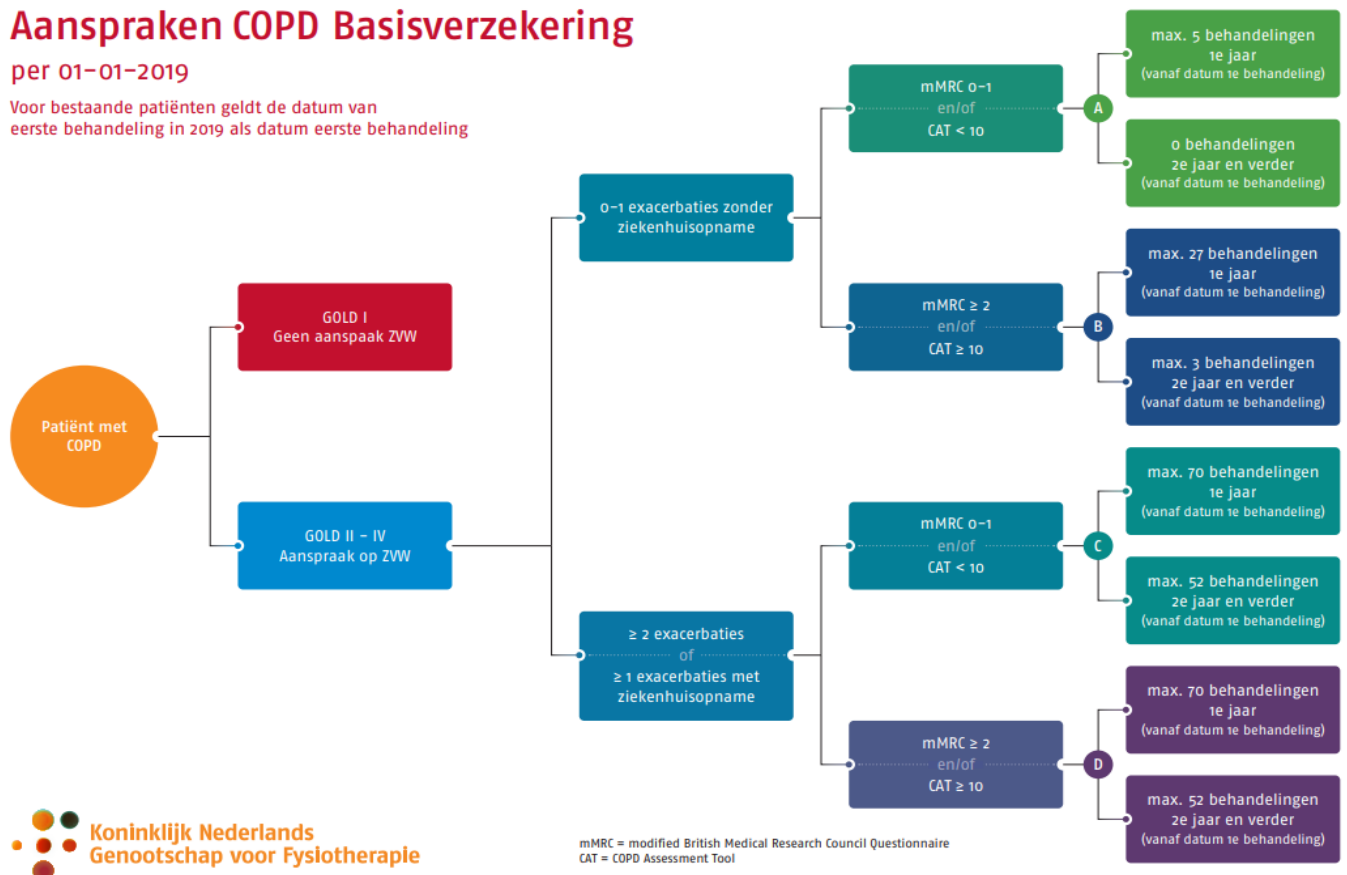 Aanspraken COPD Basisverzekering
per 01-01-2019
Voor bestaande patiënten geldt de datum van
eerste behandeling in 2019 als datum eerste behandeling
Patiënt met
COPD
GOLD I
Geen aanspaak ZVW
GOLD II - IV
Aanspraak op ZVW
0-1 exacerbaties zonder
ziekenhuisopname
≥ 2 exacerbaties
of
≥ 1 exacerbaties met
ziekenhuisopname
mMRC 0-1
en/of
CAT < 10
mMRC ≥ 2
en/of
CAT ≥ 10
mMRC 0-1
en/of
CAT < 10
mMRC ≥ 2
en/of
CAT ≥ 10
A
B
C
D
max. 5 behandelingen
1e jaar
(vanaf datum 1e behandeling)
0 behandelingen
2e jaar en verder
(vanaf datum 1e behandeling)
max. 27 behandelingen
1e jaar
(vanaf datum 1e behandeling)
max. 3 behandelingen
2e jaar en verder
(vanaf datum 1e behandeling)
max. 70 behandelingen
1e jaar
(vanaf datum 1e behandeling)
max. 52 behandelingen
2e jaar en verder
(vanaf datum 1e behandeling)
max. 70 behandelingen
1e jaar
(vanaf datum 1e behandeling)
max. 52 behandelingen
2e jaar en verder
(vanaf datum 1e behandeling)
Koninklijk Nederlands
Genootschap voor Fysiotherapie
mMRC = modified British Medical Research Council Questionnaire
CAT = COPD Assessment Tool